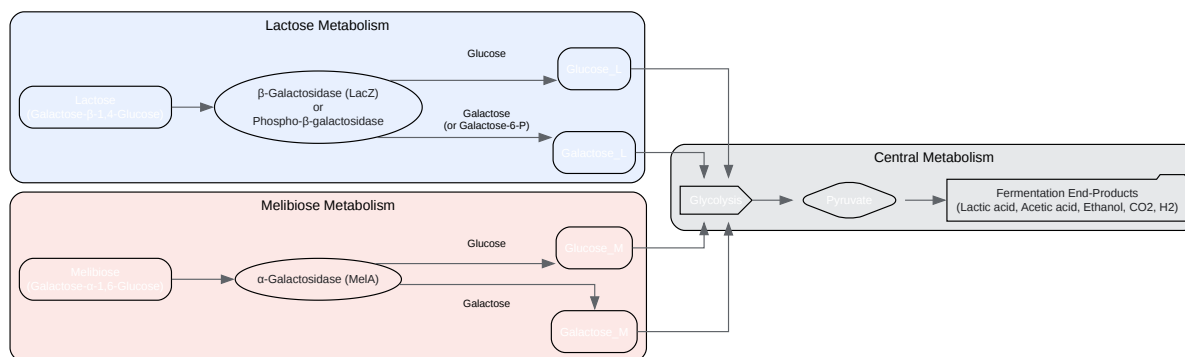 Lactose Metabolism
Lactose
(Galactose-β-1,4-Glucose)
β-Galactosidase (LacZ)
or
Phospho-β-galactosidase
Glucose
Galactose
(or Galactose-6-P)
Glucose_L
Galactose_L
Melibiose Metabolism
Melibiose
(Galactose-α-1,6-Glucose)
α-Galactosidase (MelA)
Glucose
Galactose
Glucose_M
Galactose_M
Central Metabolism
Glycolysis
Pyruvate
Fermentation End-Products
(Lactic acid, Acetic acid, Ethanol, CO2, H2)